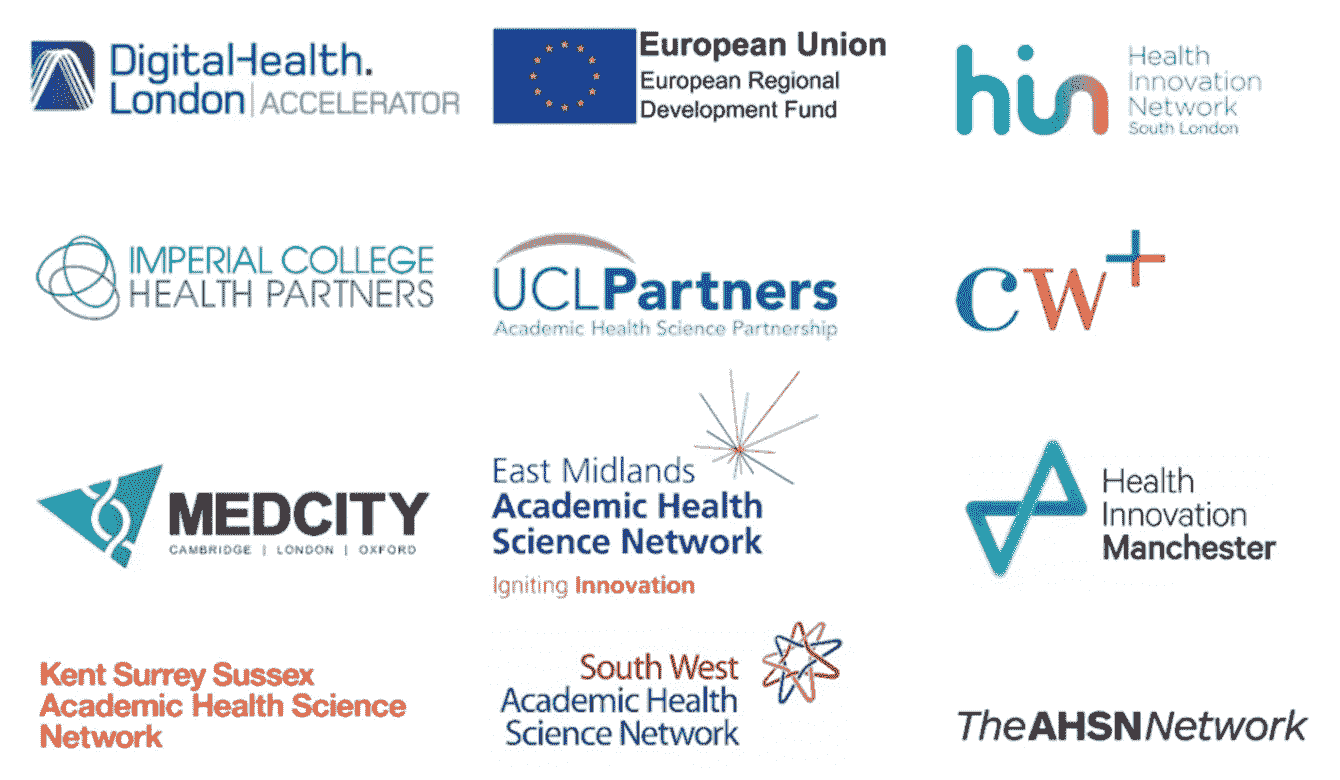 DigitalHealth.
London | ACCELERATOR
European Union
European Regional
Development Fund
hin
Health
Innovation
Network
South London
IMPERIAL COLLEGE
HEALTH PARTNERS
UCLPartners
Academic Health Science Partnership
cw+
MEDCITY
CAMBRIDGE | LONDON | OXFORD
East Midlands
Academic Health
Science Network
Igniting Innovation
Health
Innovation
Manchester
Kent Surrey Sussex
Academic Health Science
Network
South West
Academic Health
Science Network
TheAHSNNetwork